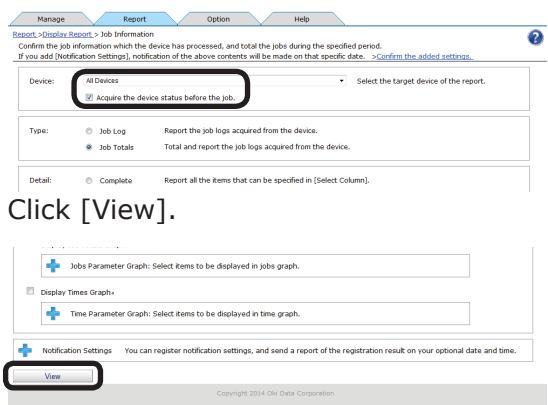 Manage Report Option Help
Report >Display Report > Job Information
Confirm the job information which the device has processed, and total the jobs during the specified period.
If you add [Notification Settings], notification of the above contents will be made on that specific date. >Confirm the added settings.
Device: All Devices Select the target device of the report.
Acquire the device status before the job.
Type: Job Log Report the job logs acquired from the device.
Job Totals Total and report the job logs acquired from the device.
Detail: Complete Report all the items that can be specified in [Select Column].
Click [View].
Jobs Parameter Graph: Select items to be displayed in jobs graph.
Display Times Graph
Time Parameter Graph: Select items to be displayed in time graph.
Notification Settings You can register notification settings, and send a report of the registration result on your optional date and time.
View
Copyright 2014 Oki Data Corporation